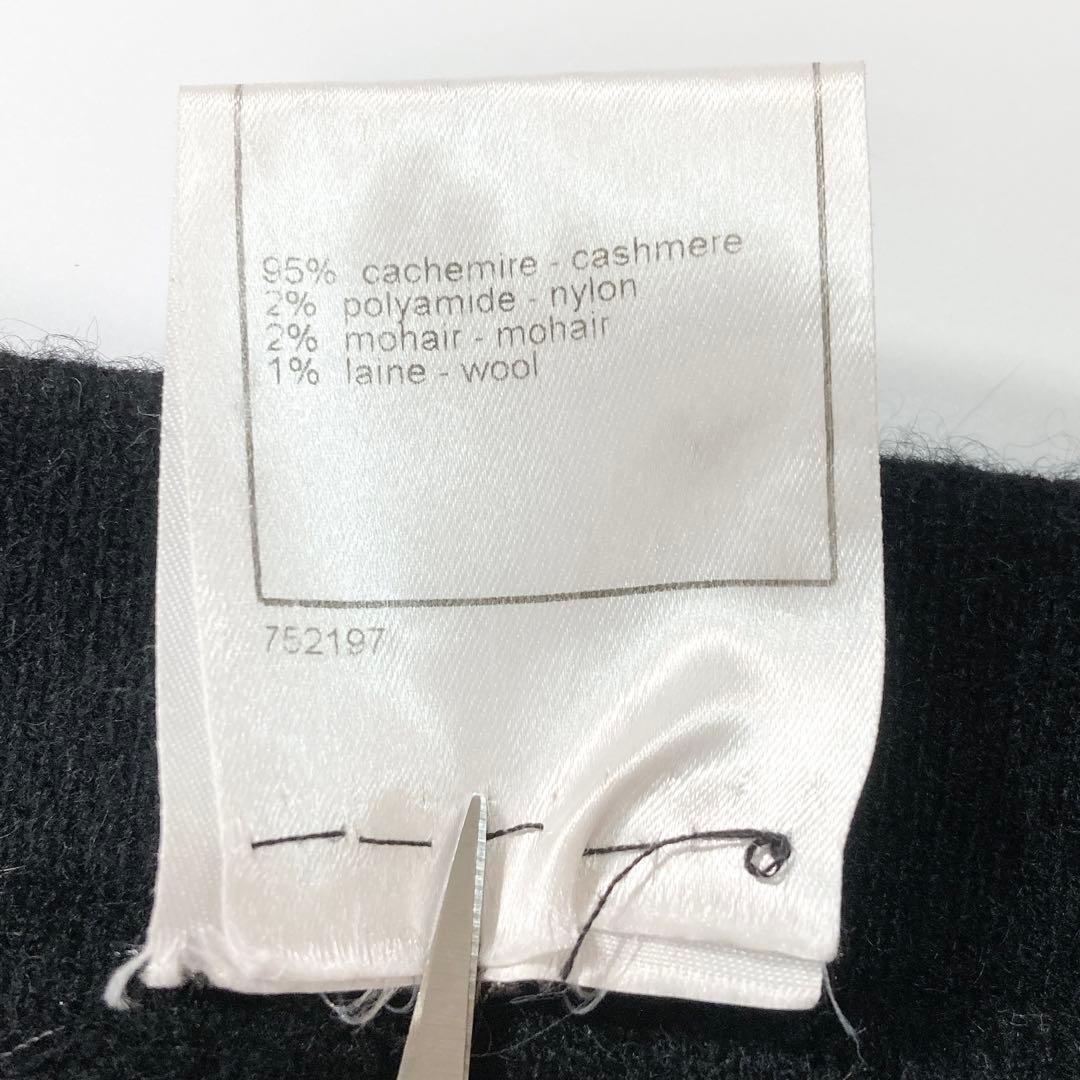 95% cachemire - cashmere
2% polyamide - nylon
2% mohair - mohair
1% laine - wool
752197